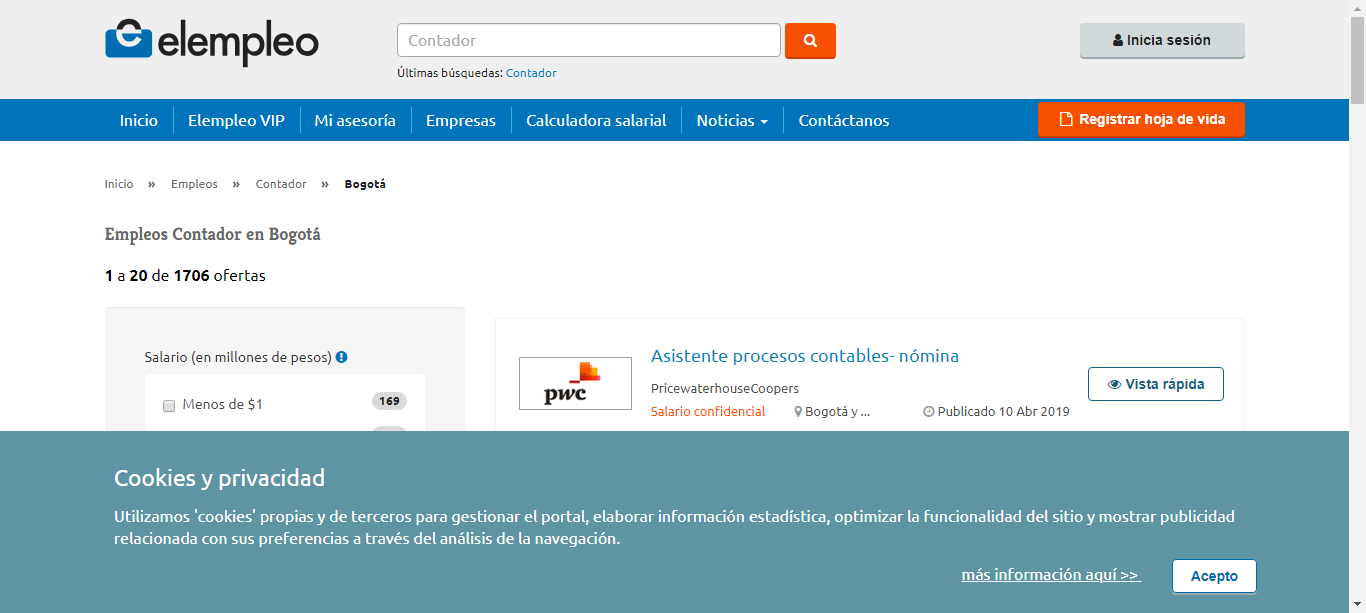 elempleo
Contador
Últimas búsquedas: Contador
Inicia sesión
Inicio Elempleo VIP Mi asesoría Empresas Calculadora salarial Noticias Contáctanos
Registrar hoja de vida
Inicio » Empleos » Contador » Bogotá
Empleos Contador en Bogotá
1 a 20 de 1706 ofertas
Salario (en millones de pesos)
Menos de $1 169
pwc
Asistente procesos contables- nómina
PricewaterhouseCoopers
Salario confidencial Bogotá y ... Publicado 10 Abr 2019
Vista rápida
Cookies y privacidad
Utilizamos 'cookies' propias y de terceros para gestionar el portal, elaborar información estadística, optimizar la funcionalidad del sitio y mostrar publicidad
relacionada con sus preferencias a través del análisis de la navegación.
más información aquí >>
Acepto